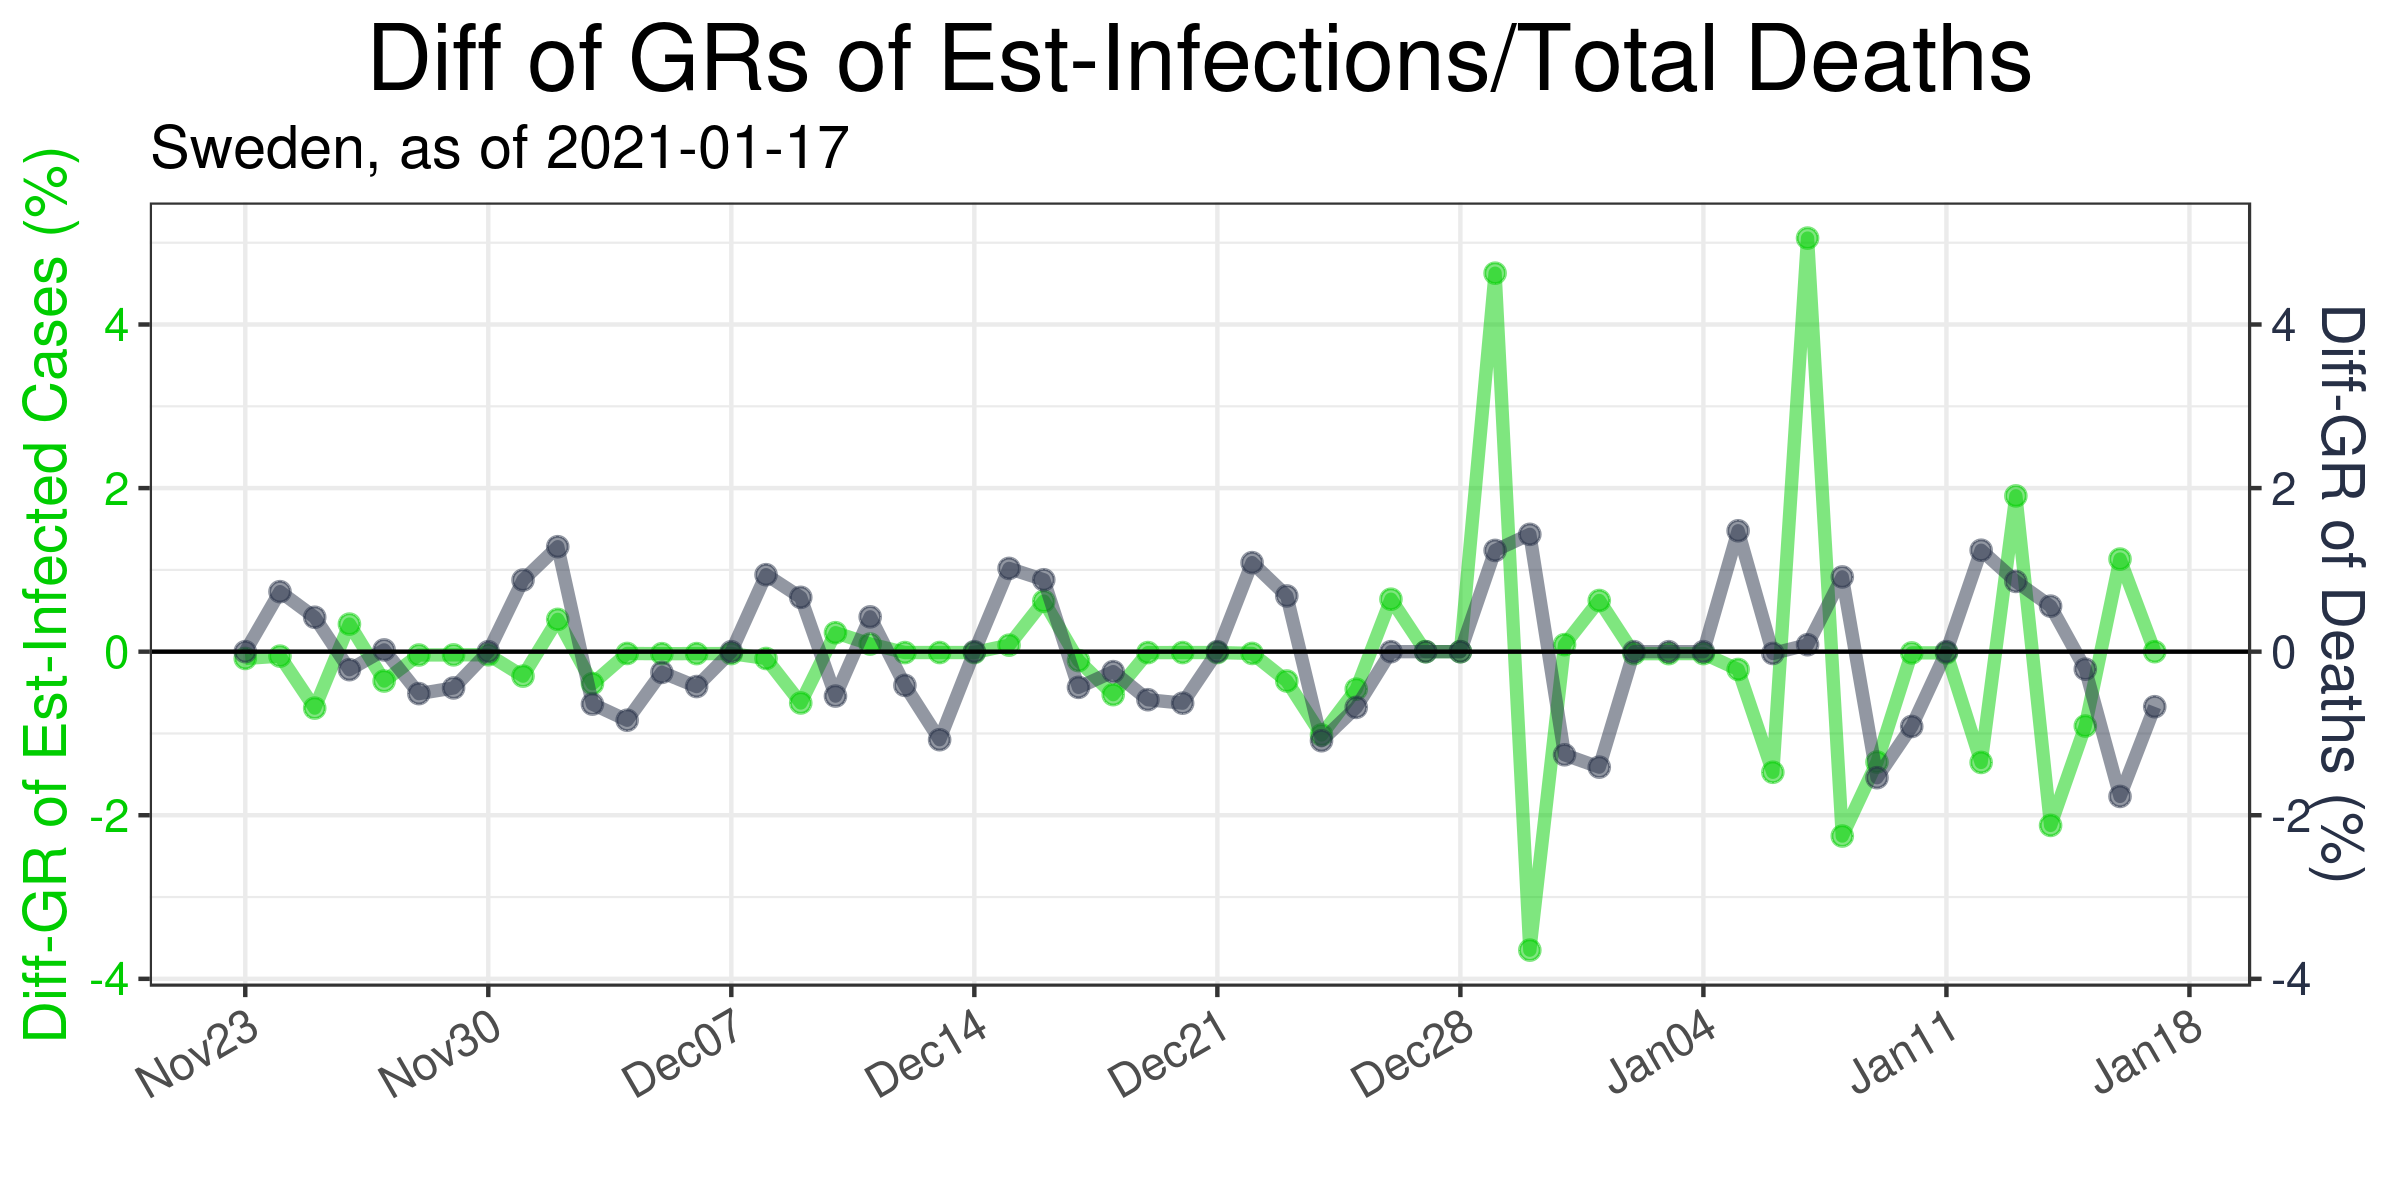 Diff of GRs of Est-Infections/Total Deaths
Sweden, as of 2021-01-17
Diff-GR of Est-Infected Cases (%)
4
2
0
-2
-4
4
2
0
-2
-4
Diff-GR of Deaths (%)
Nov23
Nov30
Dec07
Dec14
Dec21
Dec28
Jan04
Jan11
Jan18